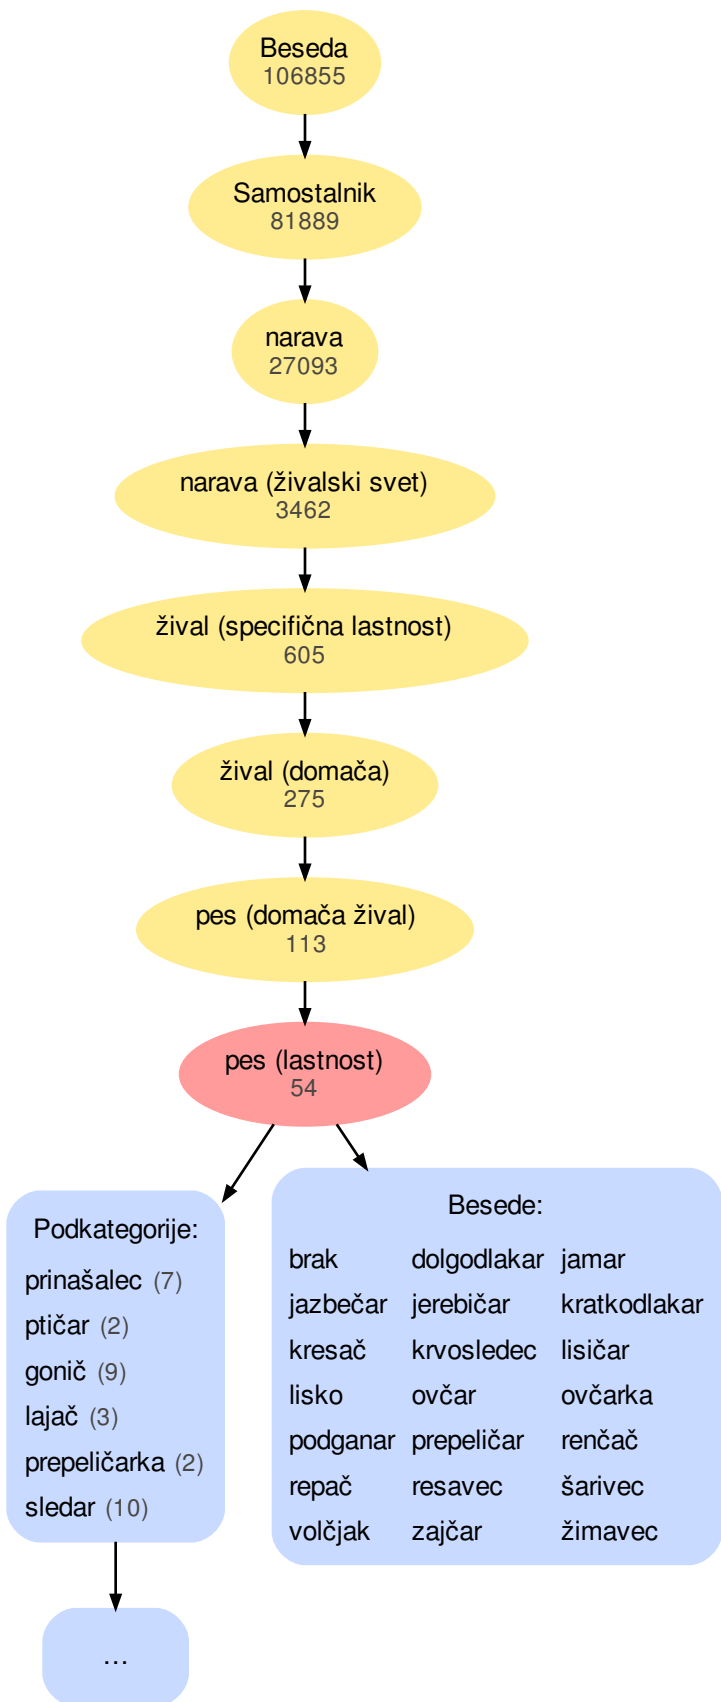 Beseda
106855
Samostalnik
81889
narava
27093
narava (živalski svet)
3462
žival (specifična lastnost)
605
žival (domača)
275
pes (domača žival)
113
pes (lastnost)
54
Podkategorije:
prinašalec (7)
ptičar (2)
gonič (9)
lajač (3)
prepeličarka (2)
sledar (10)
...
Besede:
brak dolgodlakar jamar
jazbečar jerebičar kratkodlakar
kresač krvosledec lisičar
lisko ovčar ovčarka
podganar prepeličar renčač
repač resavec šarivec
volčjak zajčar žimavec